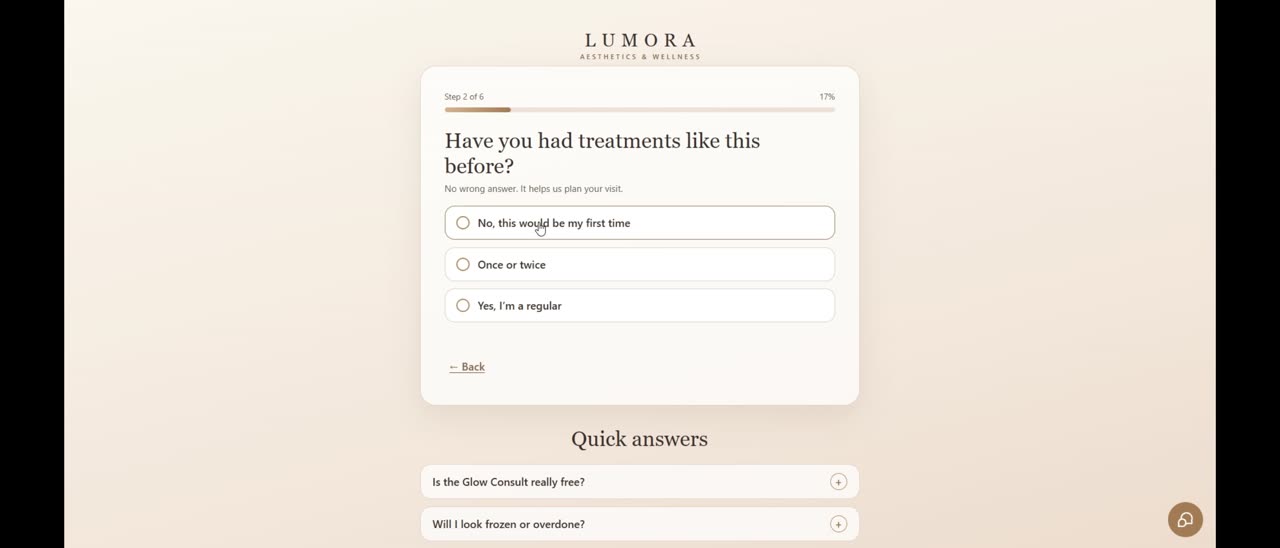 LUMORA
AESTHETICS & WELLNESS
Step 2 of 6
17%
Have you had treatments like this
before?
No wrong answer. It helps us plan your visit.
No, this would be my first time
Once or twice
Yes, I'm a regular
← Back
Quick answers
Is the Glow Consult really free?
+
Will I look frozen or overdone?
+